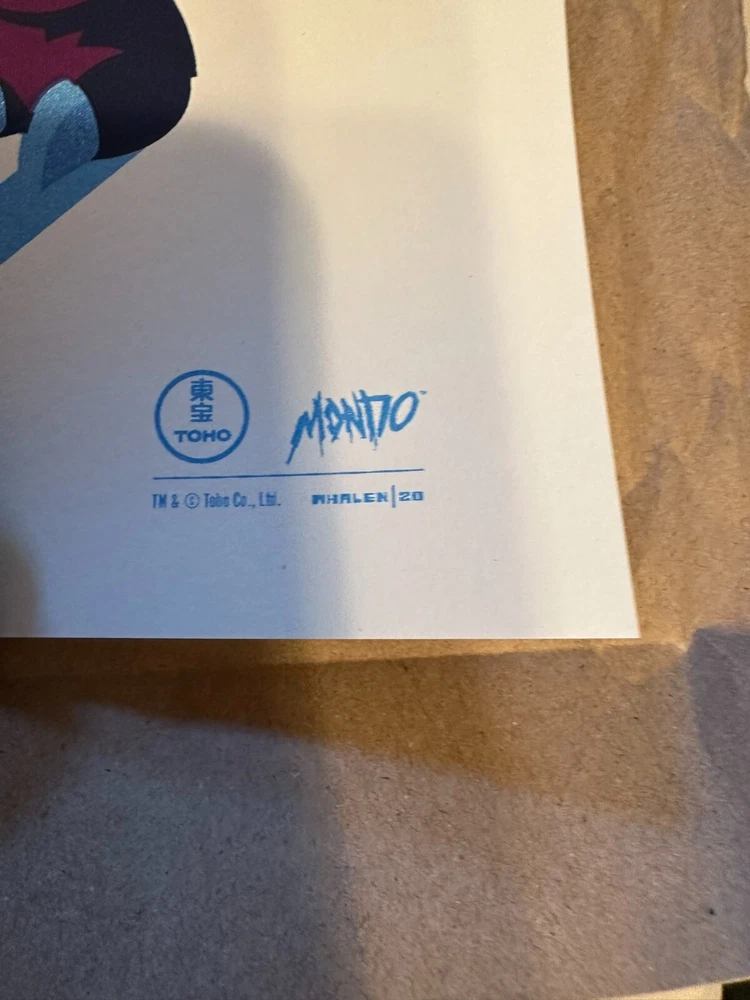 東
宝
TOHO
MONDO™
TM & © Toho Co., Ltd.
WHALEN|20